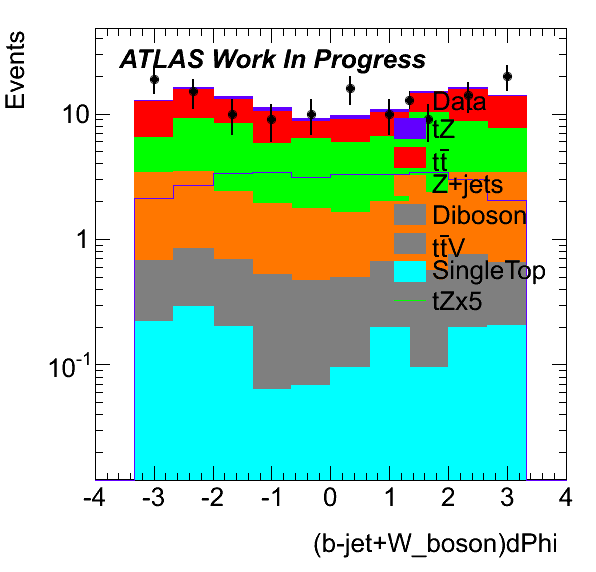 Events
ATLAS Work In Progress
Data
tZ
tt̄
Z+jets
Diboson
tt̄V
SingleTop
tZx5
10
1
10⁻¹
-4 -3 -2 -1 0 1 2 3 4
(b-jet+W_boson)dPhi